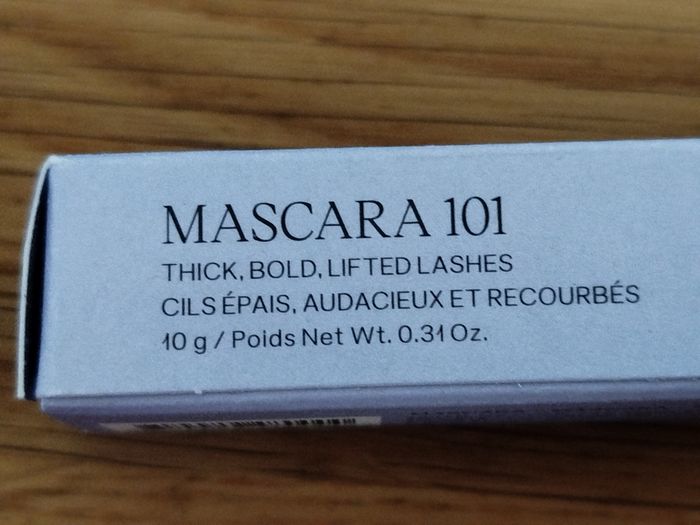 MASCARA 101
THICK, BOLD, LIFTED LASHES
CILS ÉPAIS, AUDACIEUX ET RECOURBÉS
10 g / Poids Net Wt. 0.31 Oz.